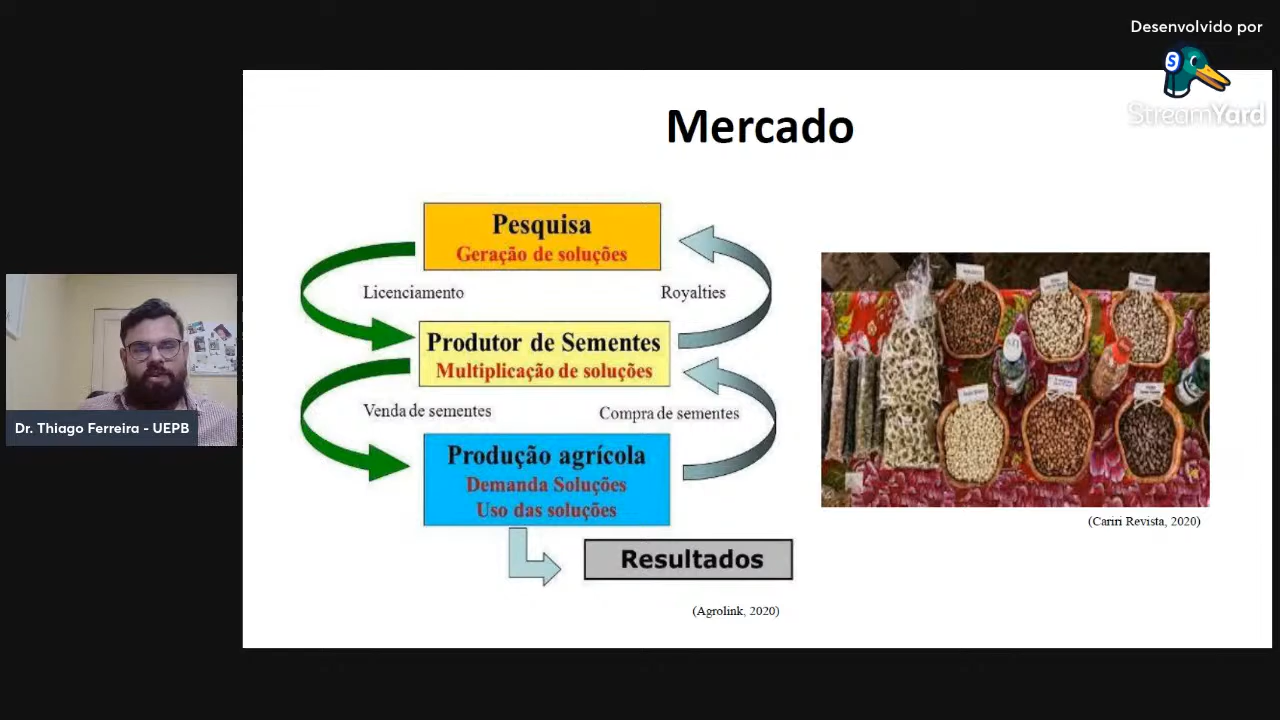 Desenvolvido por
StreamYard
Mercado
Pesquisa
Geração de soluções
Licenciamento
Royalties
Produtor de Sementes
Multiplicação de soluções
Venda de sementes
Compra de sementes
Produção agrícola
Demanda Soluções
Uso das soluções
Resultados
(Agrolink, 2020)
(Cariri Revista, 2020)
Dr. Thiago Ferreira - UEPB